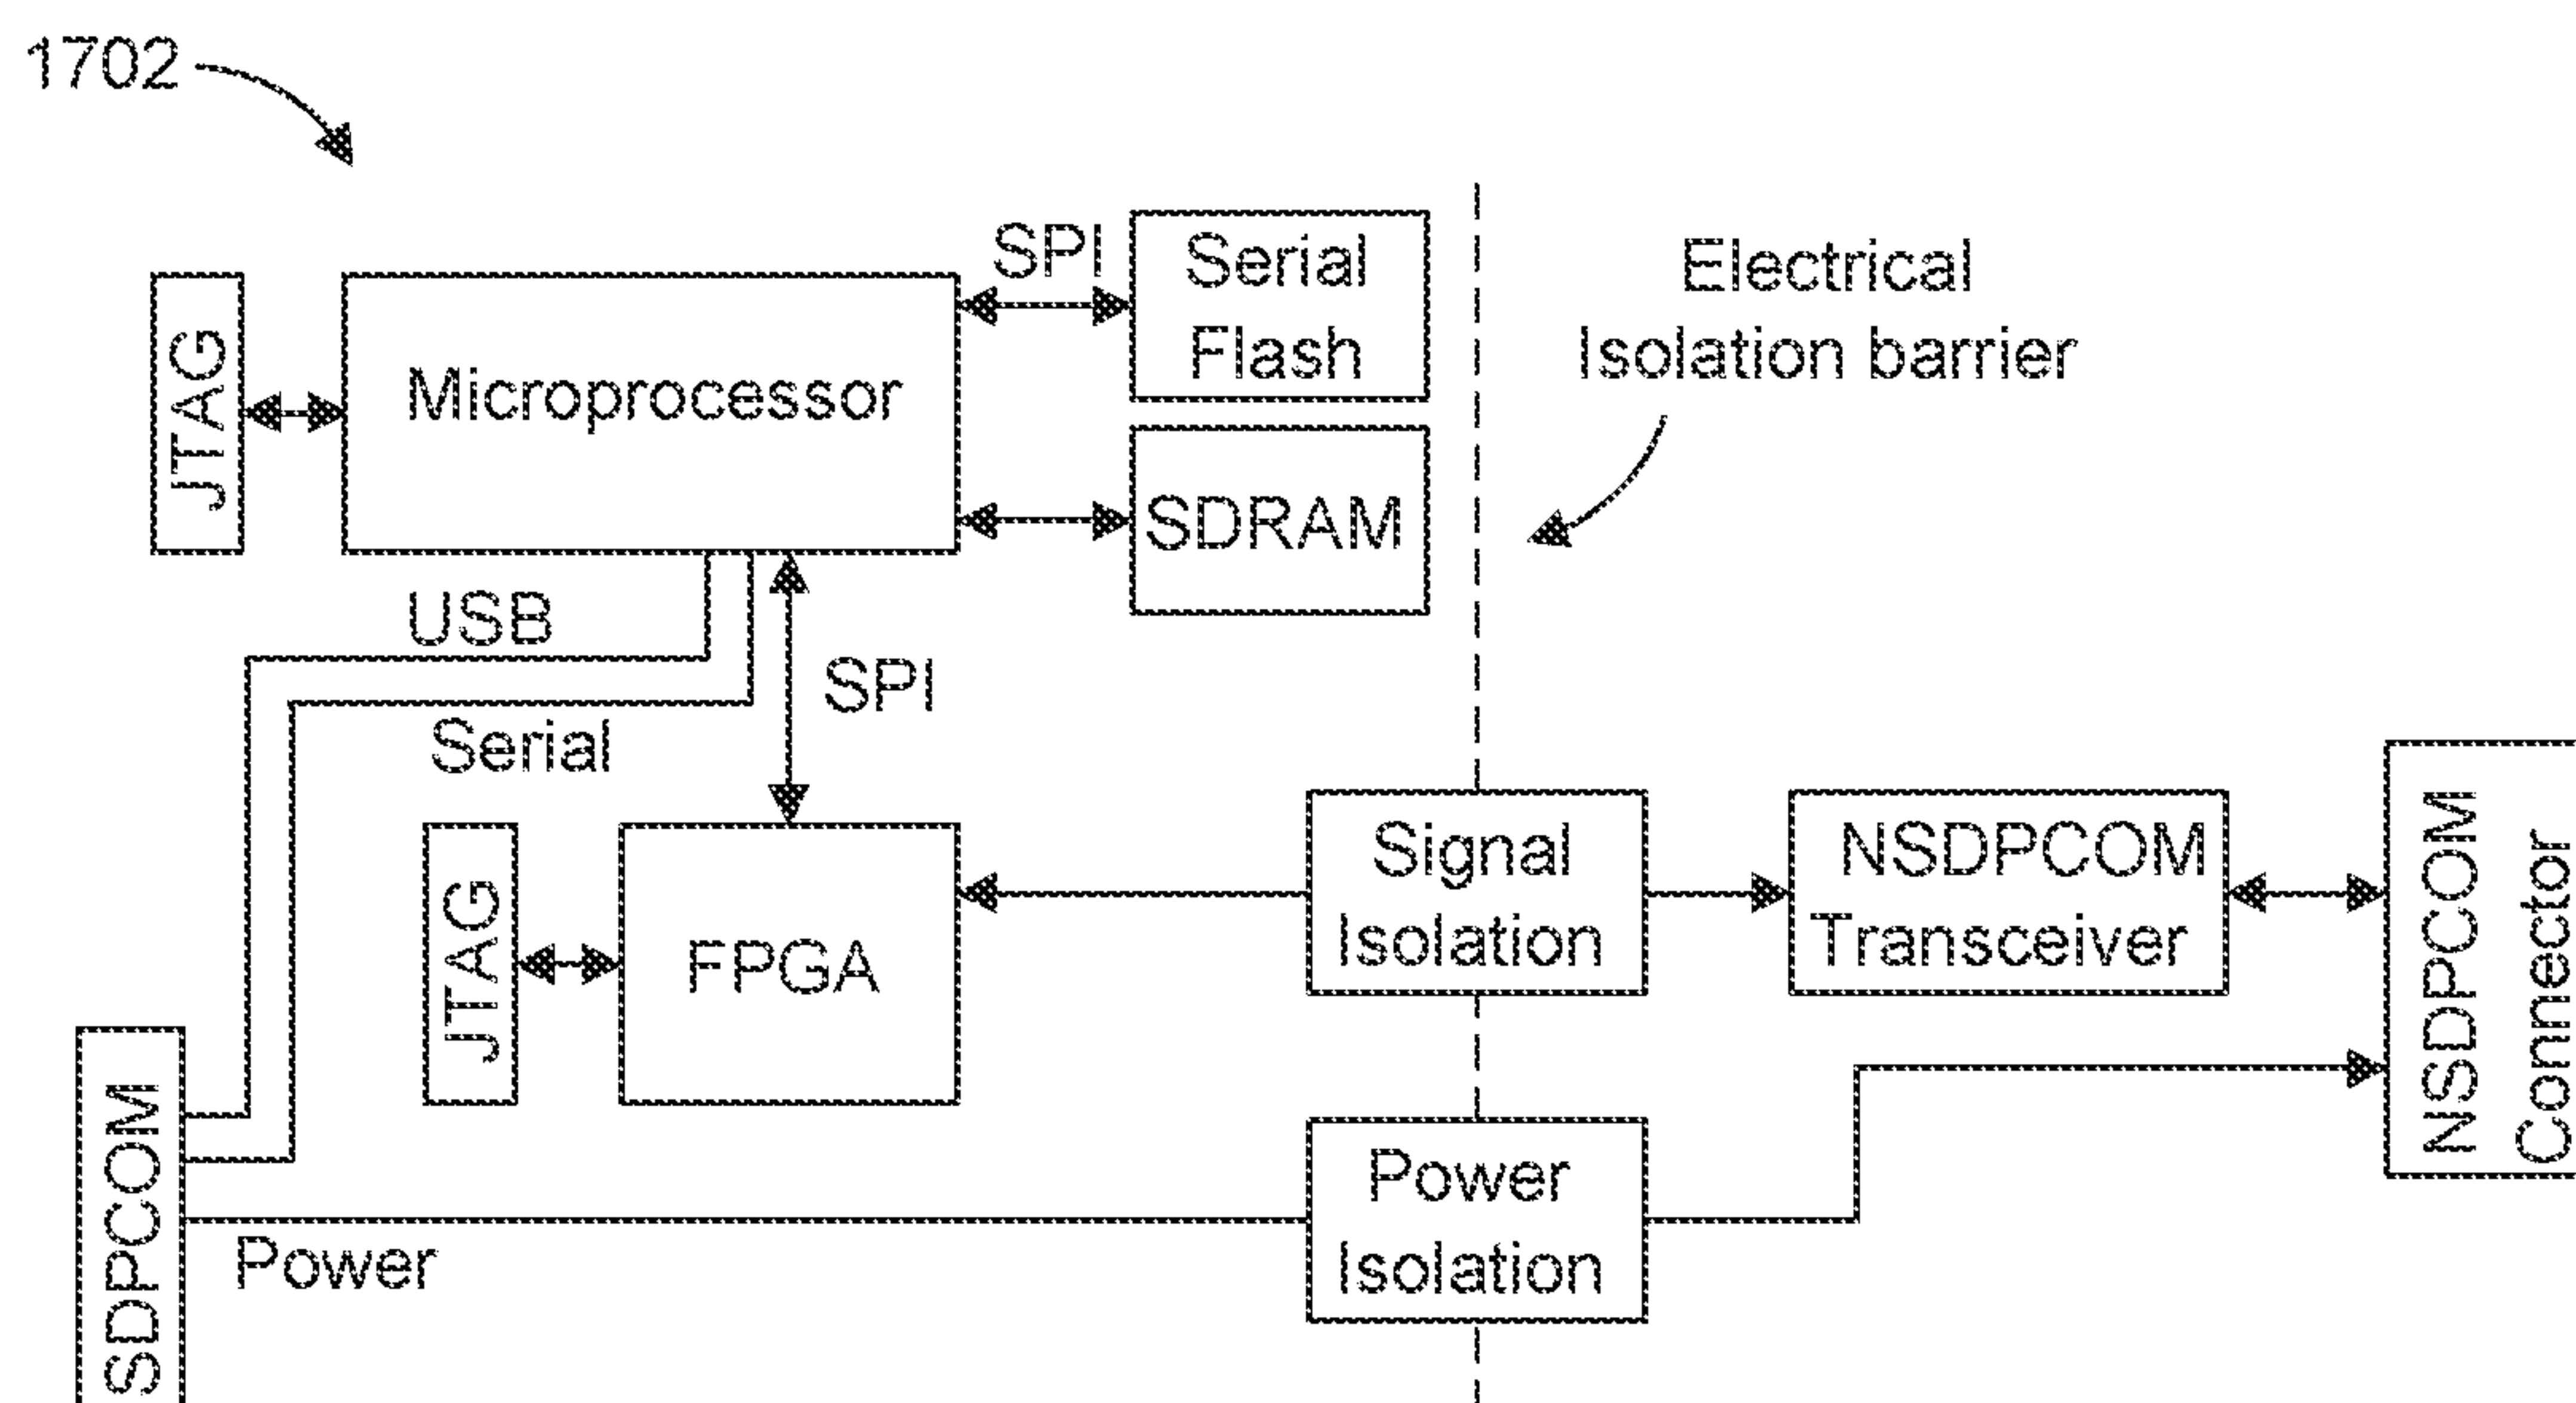 1702
SPI
Serial
Flash
Electrical
Isolation barrier
JTAG
Microprocessor
SDRAM
USB
SPI
Serial
JTAG
FPGA
Signal
Isolation
NSDPCOM
Transceiver
NSDPCOM
Connector
SDPCOM
Power
Power
Isolation